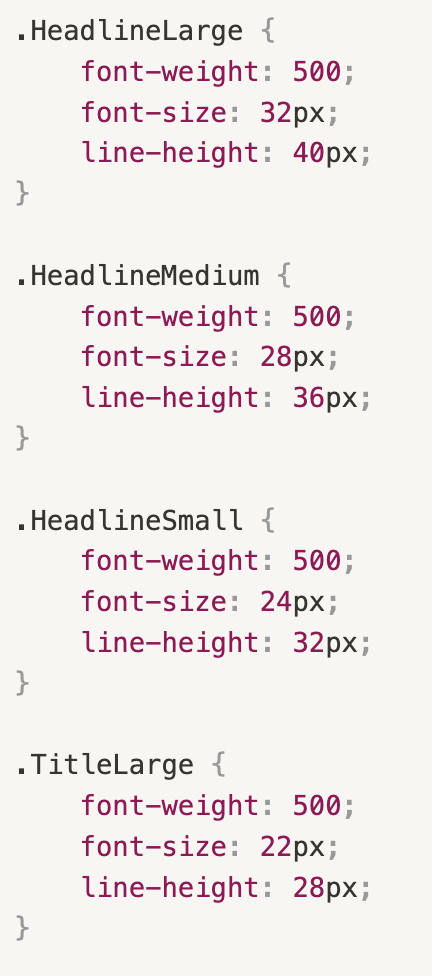 .HeadlineLarge {
    font-weight: 500;
    font-size: 32px;
    line-height: 40px;
}

.HeadlineMedium {
    font-weight: 500;
    font-size: 28px;
    line-height: 36px;
}

.HeadlineSmall {
    font-weight: 500;
    font-size: 24px;
    line-height: 32px;
}

.TitleLarge {
    font-weight: 500;
    font-size: 22px;
    line-height: 28px;
}